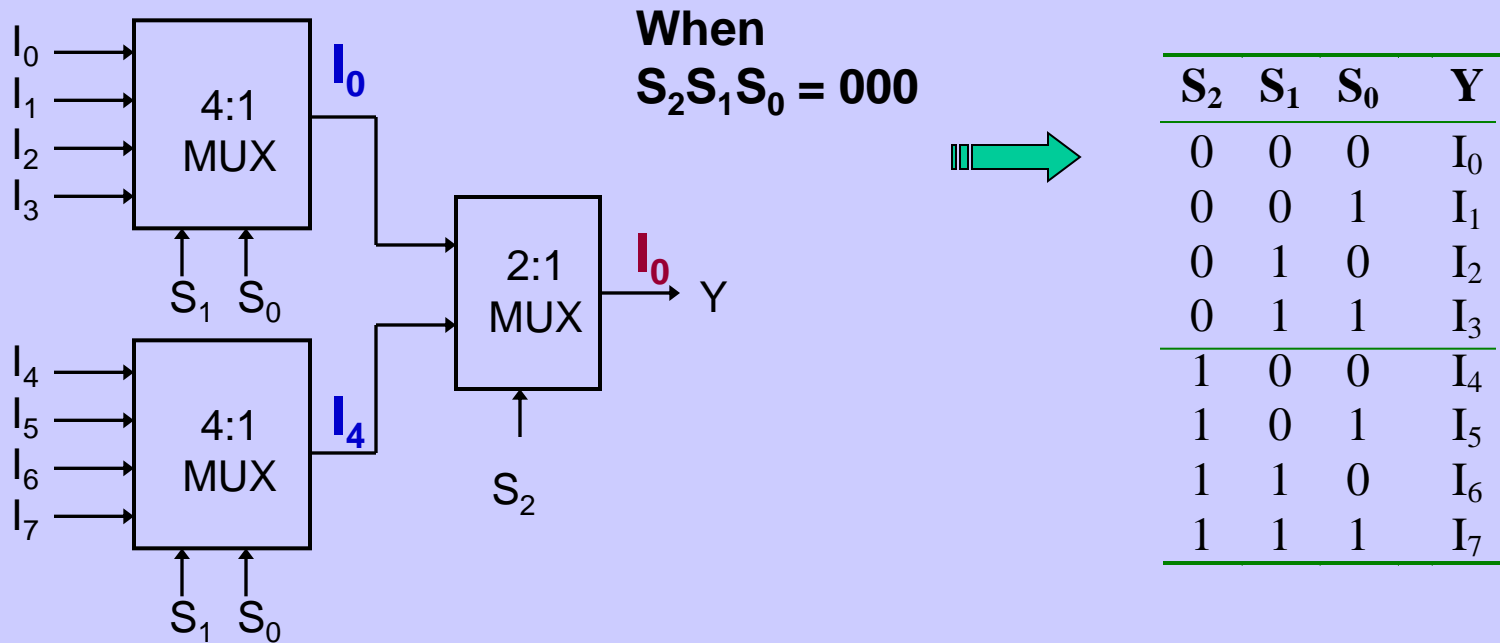 When
S₂S₁S₀ = 000
I₀
I₁
I₂
I₃
4:1
MUX
I₀
S₁ S₀
I₄
I₅
I₆
I₇
4:1
MUX
I₄
S₁ S₀
2:1
MUX
I₀
Y
S₂
S₂ S₁ S₀ Y
0 0 0 I₀
0 0 1 I₁
0 1 0 I₂
0 1 1 I₃
1 0 0 I₄
1 0 1 I₅
1 1 0 I₆
1 1 1 I₇